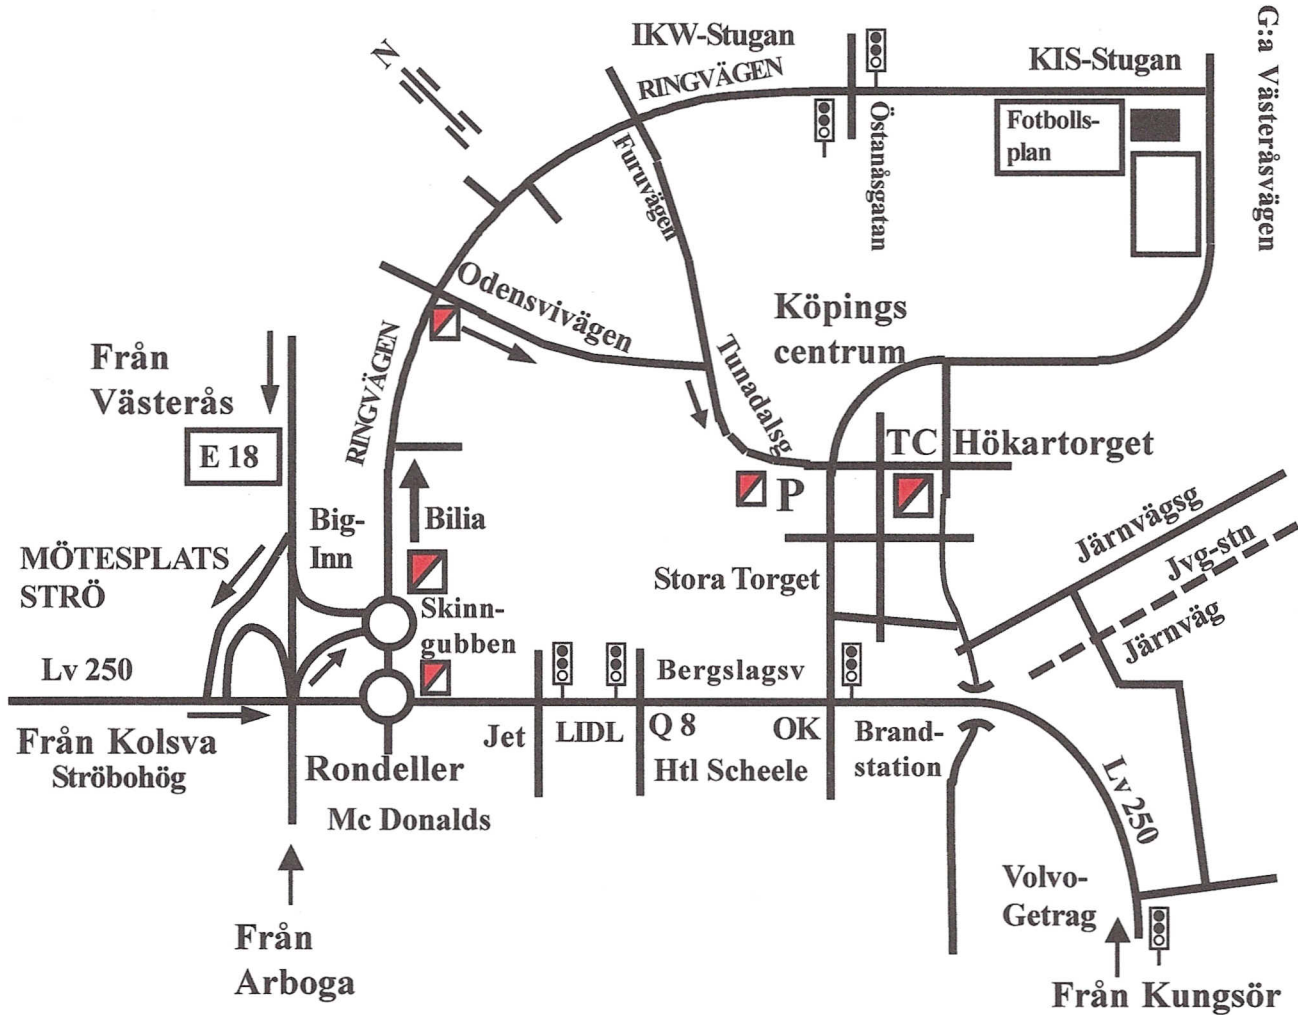 IKW-Stugan
RINGVÄGEN
KIS-Stugan
G:a Västeråsvägen
N
Fotbolls-
plan
Östanåsgatan
Furuvägen
Odensvivägen
Köpings
centrum
RINGVÄGEN
Tunadalsg
Från
Västerås
E 18
TC Hökartorget
P
Big-
Inn
Bilia
MÖTESPLATS
STRÖ
Skinn-
gubben
Stora Torget
Järnvägsg
Jvg-stn
Järnväg
Lv 250
Bergslagsv
Från Kolsva
Ströbohög
Rondeller
Mc Donalds
Jet
LIDL
Q 8
OK
Htl Scheele
Brand-
station
Lv 250
Volvo-
Getrag
Från
Arboga
Från Kungsör